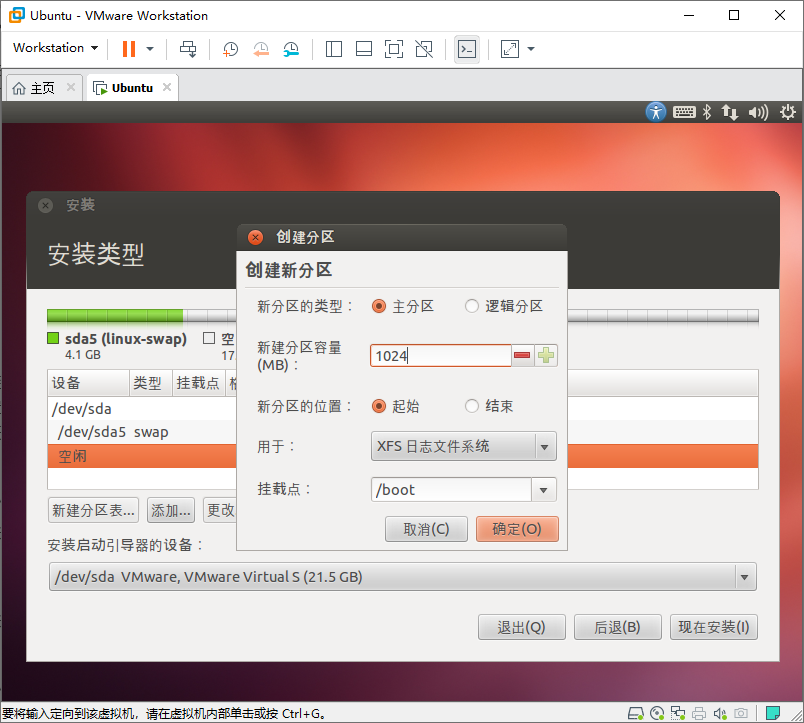 Ubuntu - VMware Workstation
Workstation
主页
Ubuntu
安装
安装类型
创建分区
创建新分区
新分区的类型：
主分区
逻辑分区
sda5 (linux-swap)
4.1 GB
空
17.
新建分区容量
(MB)：
1024
设备
类型
挂载点
格
/dev/sda
新分区的位置：
起始
结束
/dev/sda5 swap
用于：
XFS 日志文件系统
空闲
挂载点：
/boot
新建分区表...
添加...
更改
取消(C)
确定(O)
安装启动引导器的设备：
/dev/sda VMware, VMware Virtual S (21.5 GB)
退出(Q)
后退(B)
现在安装(I)
要将输入定向到该虚拟机，请在虚拟机内部单击或按 Ctrl+G。